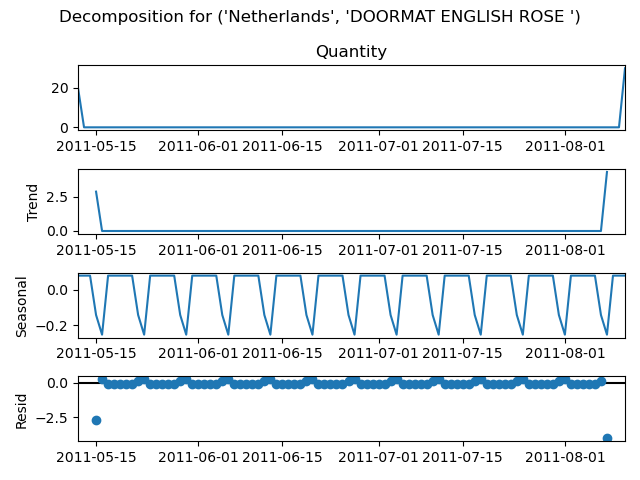 Decomposition for ('Netherlands', 'DOORMAT ENGLISH ROSE ')
Quantity
20
0
2011-05-15 2011-06-01 2011-06-15 2011-07-01 2011-07-15 2011-08-01
Trend
2.5
0.0
2011-05-15 2011-06-01 2011-06-15 2011-07-01 2011-07-15 2011-08-01
Seasonal
0.0
−0.2
2011-05-15 2011-06-01 2011-06-15 2011-07-01 2011-07-15 2011-08-01
Resid
0.0
−2.5
2011-05-15 2011-06-01 2011-06-15 2011-07-01 2011-07-15 2011-08-01